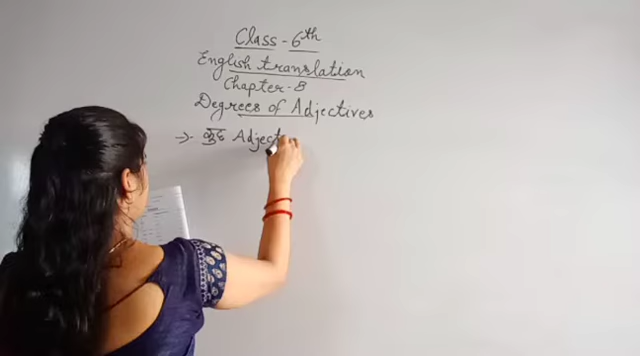 Class - 6th
English translation
Chapter-8
Degrees of Adjectives
→ कुछ Adject